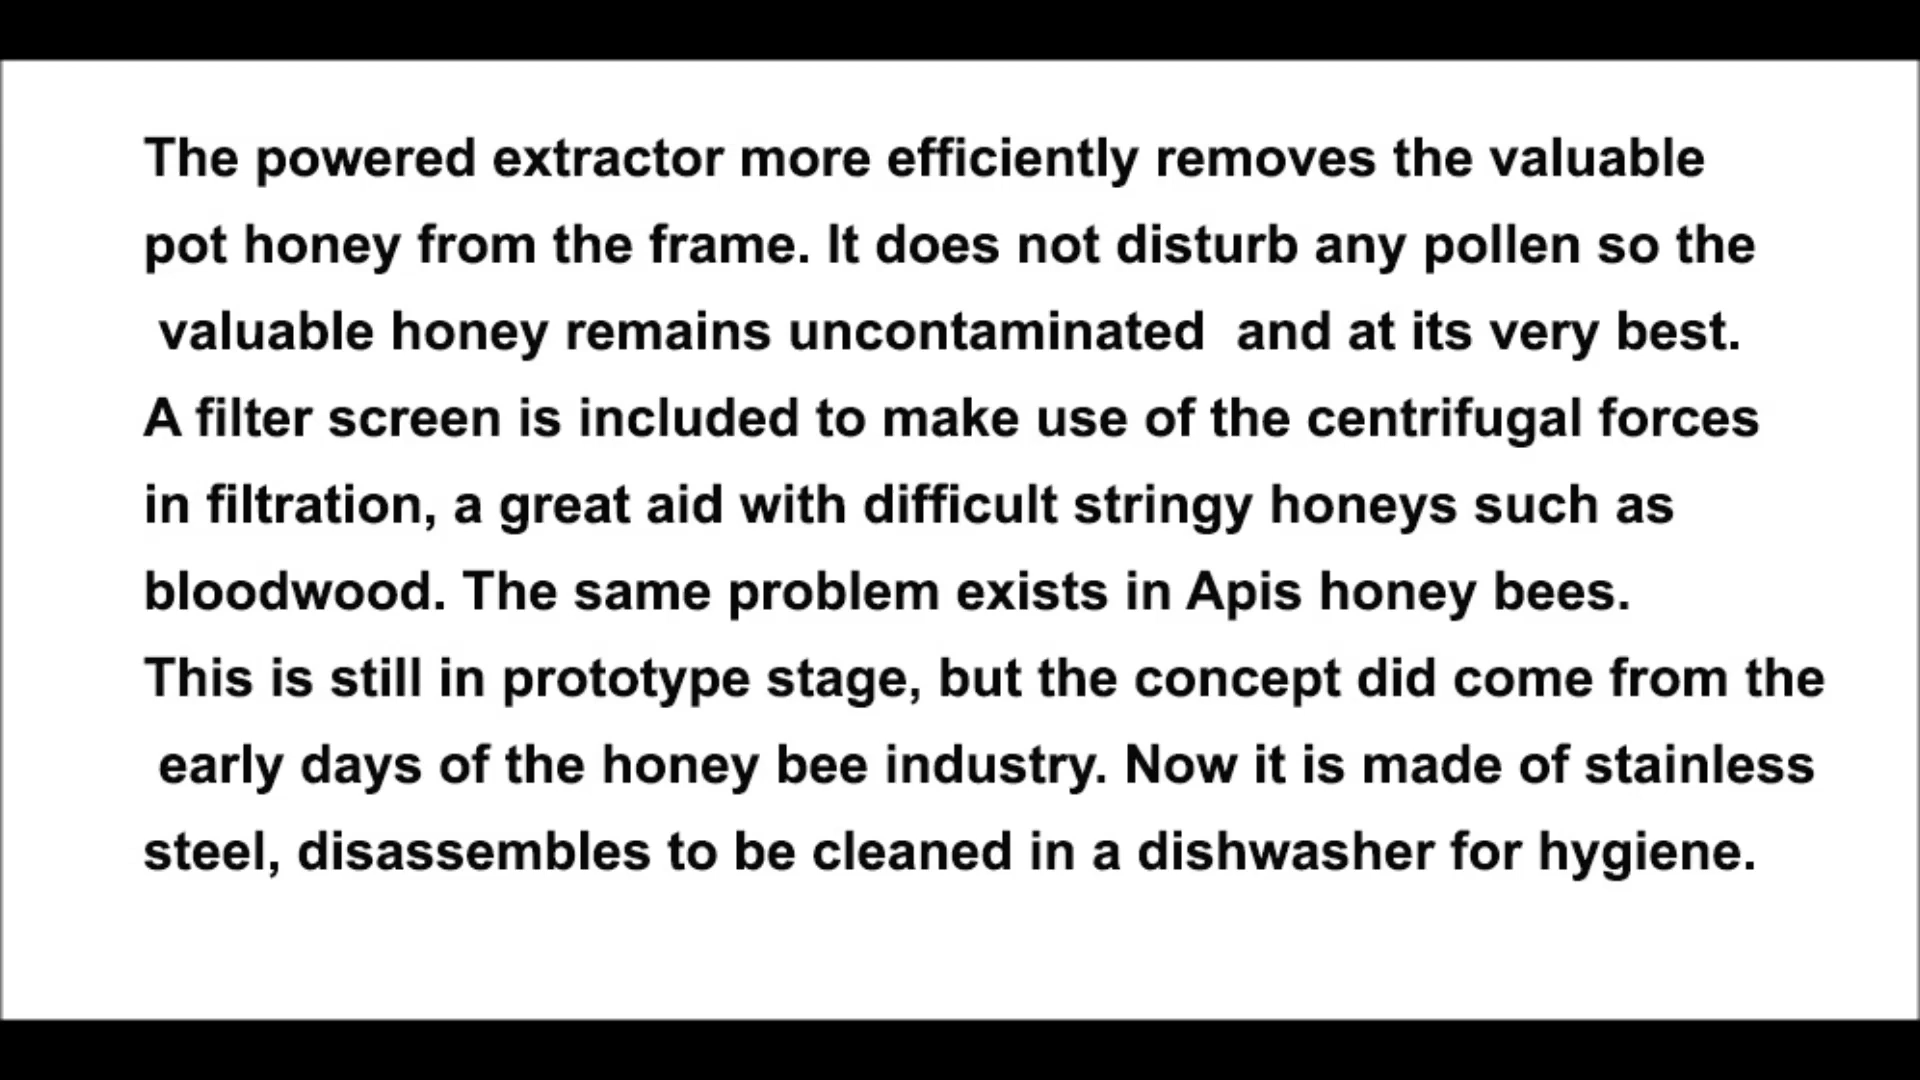 The powered extractor more efficiently removes the valuable
pot honey from the frame. It does not disturb any pollen so the
valuable honey remains uncontaminated  and at its very best.
A filter screen is included to make use of the centrifugal forces
in filtration, a great aid with difficult stringy honeys such as
bloodwood. The same problem exists in Apis honey bees.
This is still in prototype stage, but the concept did come from the
early days of the honey bee industry. Now it is made of stainless
steel, disassembles to be cleaned in a dishwasher for hygiene.